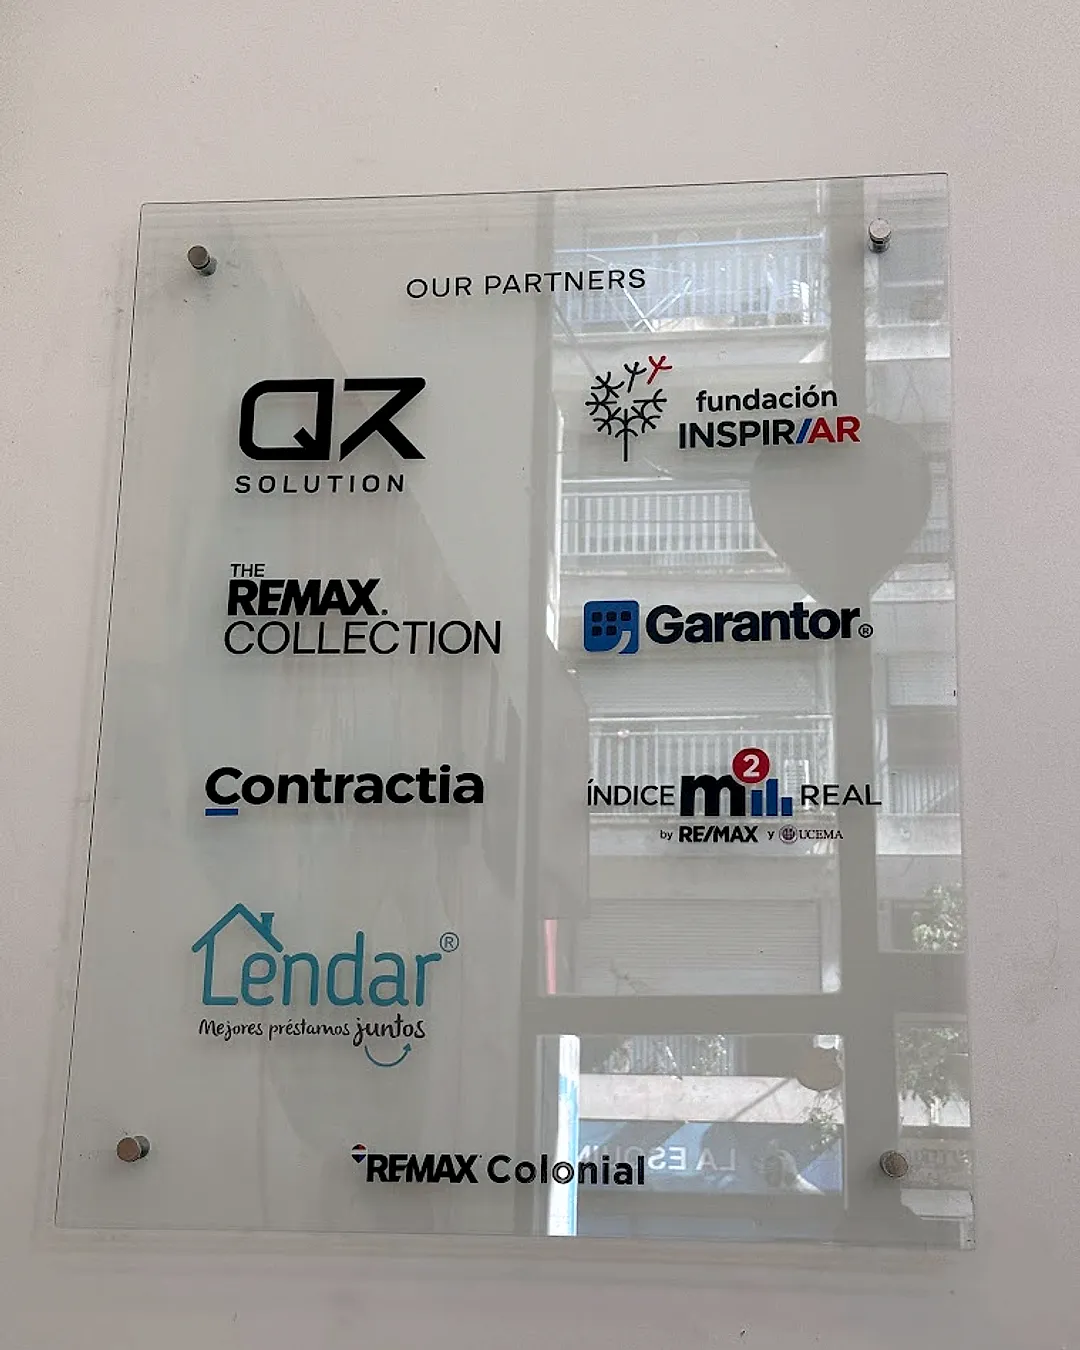 OUR PARTNERS
QR
SOLUTION
fundación
INSPIR/AR
THE
REMAX.
COLLECTION
Garantor®
Contractia
ÍNDICE m2 REAL
by RE/MAX y UCEMA
Lendar®
Mejores préstamos juntos
REMAX Colonial